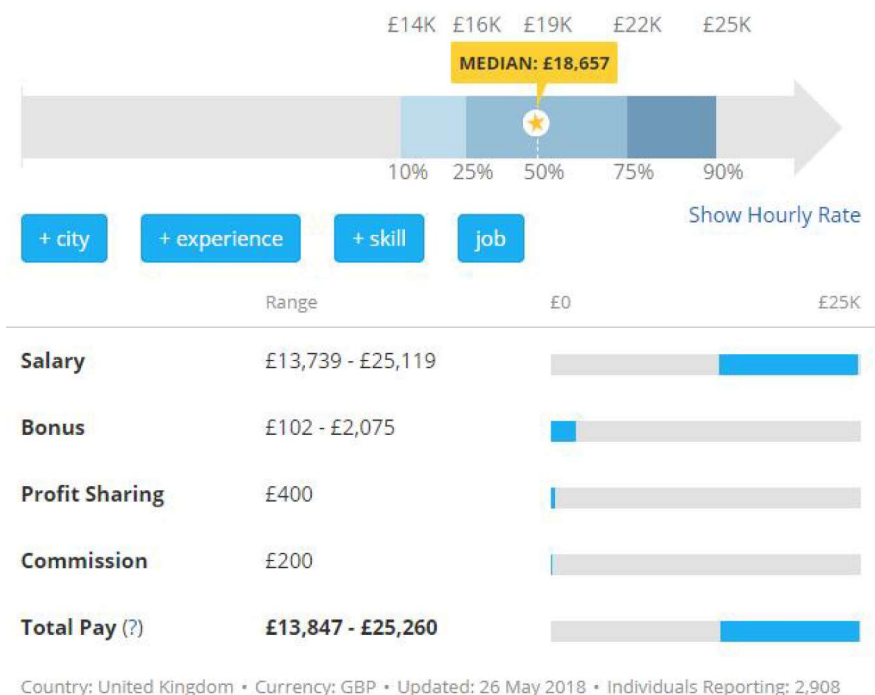 £14K £16K £19K £22K £25K
MEDIAN: £18,657
10% 25% 50% 75% 90%
Show Hourly Rate
+ city + experience + skill job
Range £0 £25K
Salary £13,739 - £25,119
Bonus £102 - £2,075
Profit Sharing £400
Commission £200
Total Pay (?) £13,847 - £25,260
Country: United Kingdom • Currency: GBP • Updated: 26 May 2018 • Individuals Reporting: 2,908